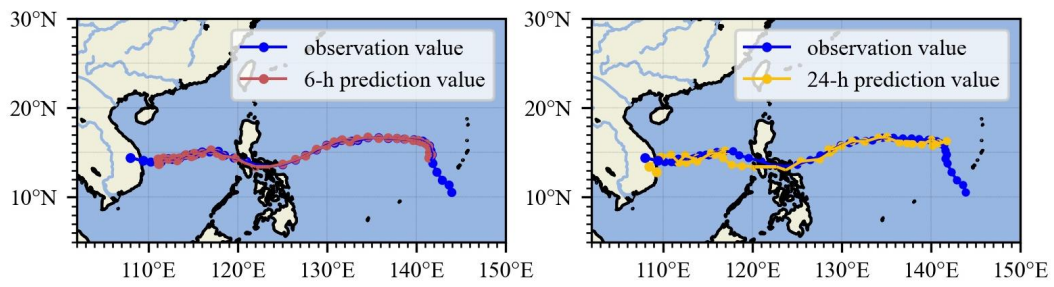 30°N
20°N
10°N
110°E 120°E 130°E 140°E 150°E
observation value
6-h prediction value
30°N
20°N
10°N
110°E 120°E 130°E 140°E 150°E
observation value
24-h prediction value